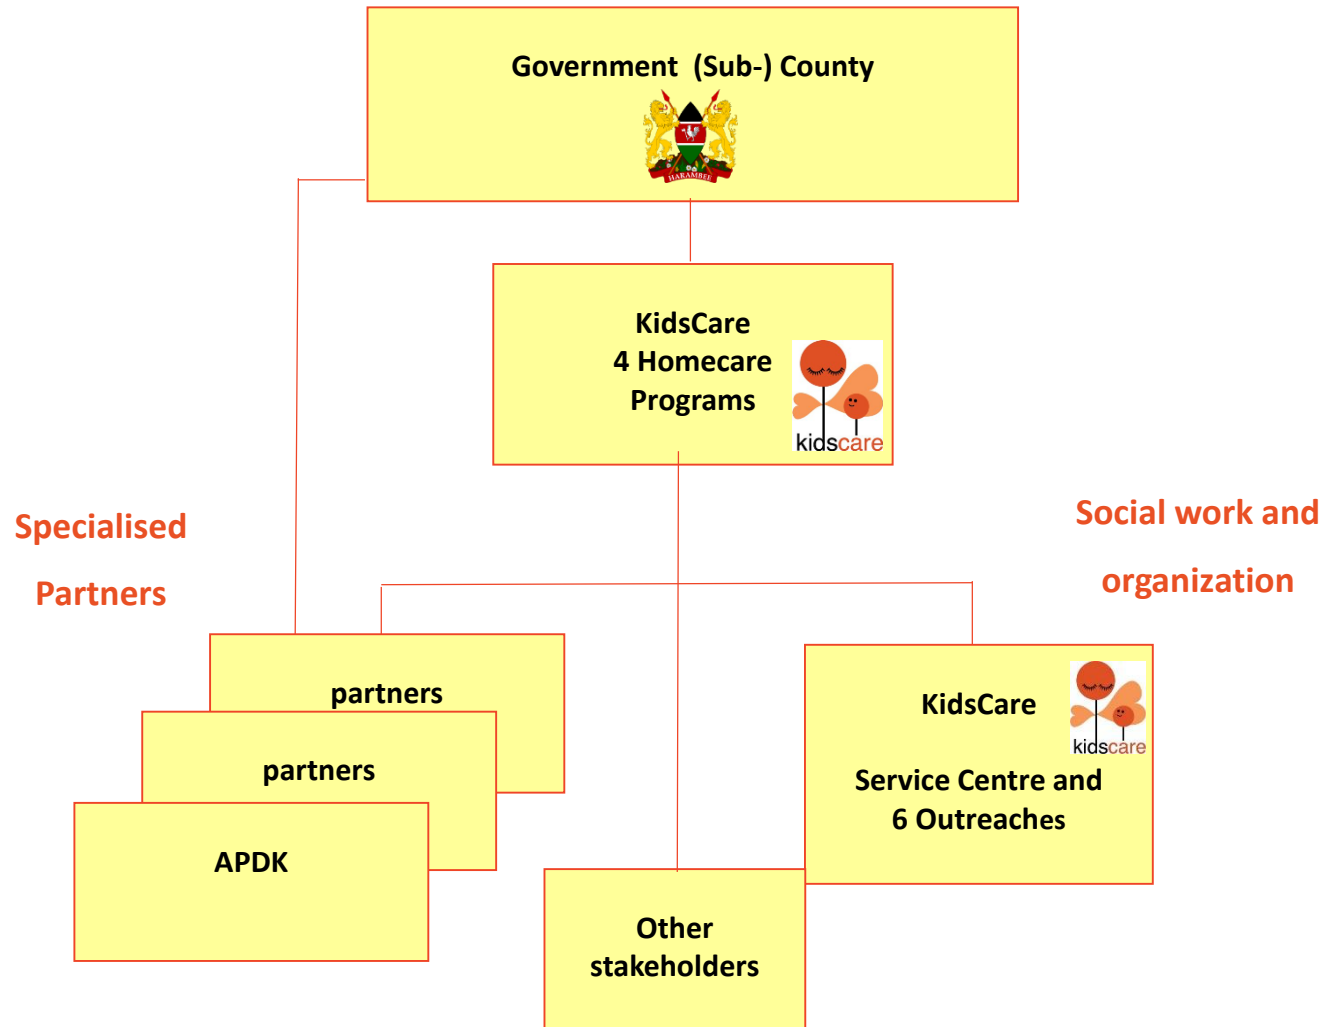 Government (Sub-) County
HARAMBEE
KidsCare
4 Homecare
Programs
kidscare
Specialised
Partners
Social work and
organization
partners
partners
APDK
KidsCare
kidscare
Service Centre and
6 Outreaches
Other
stakeholders